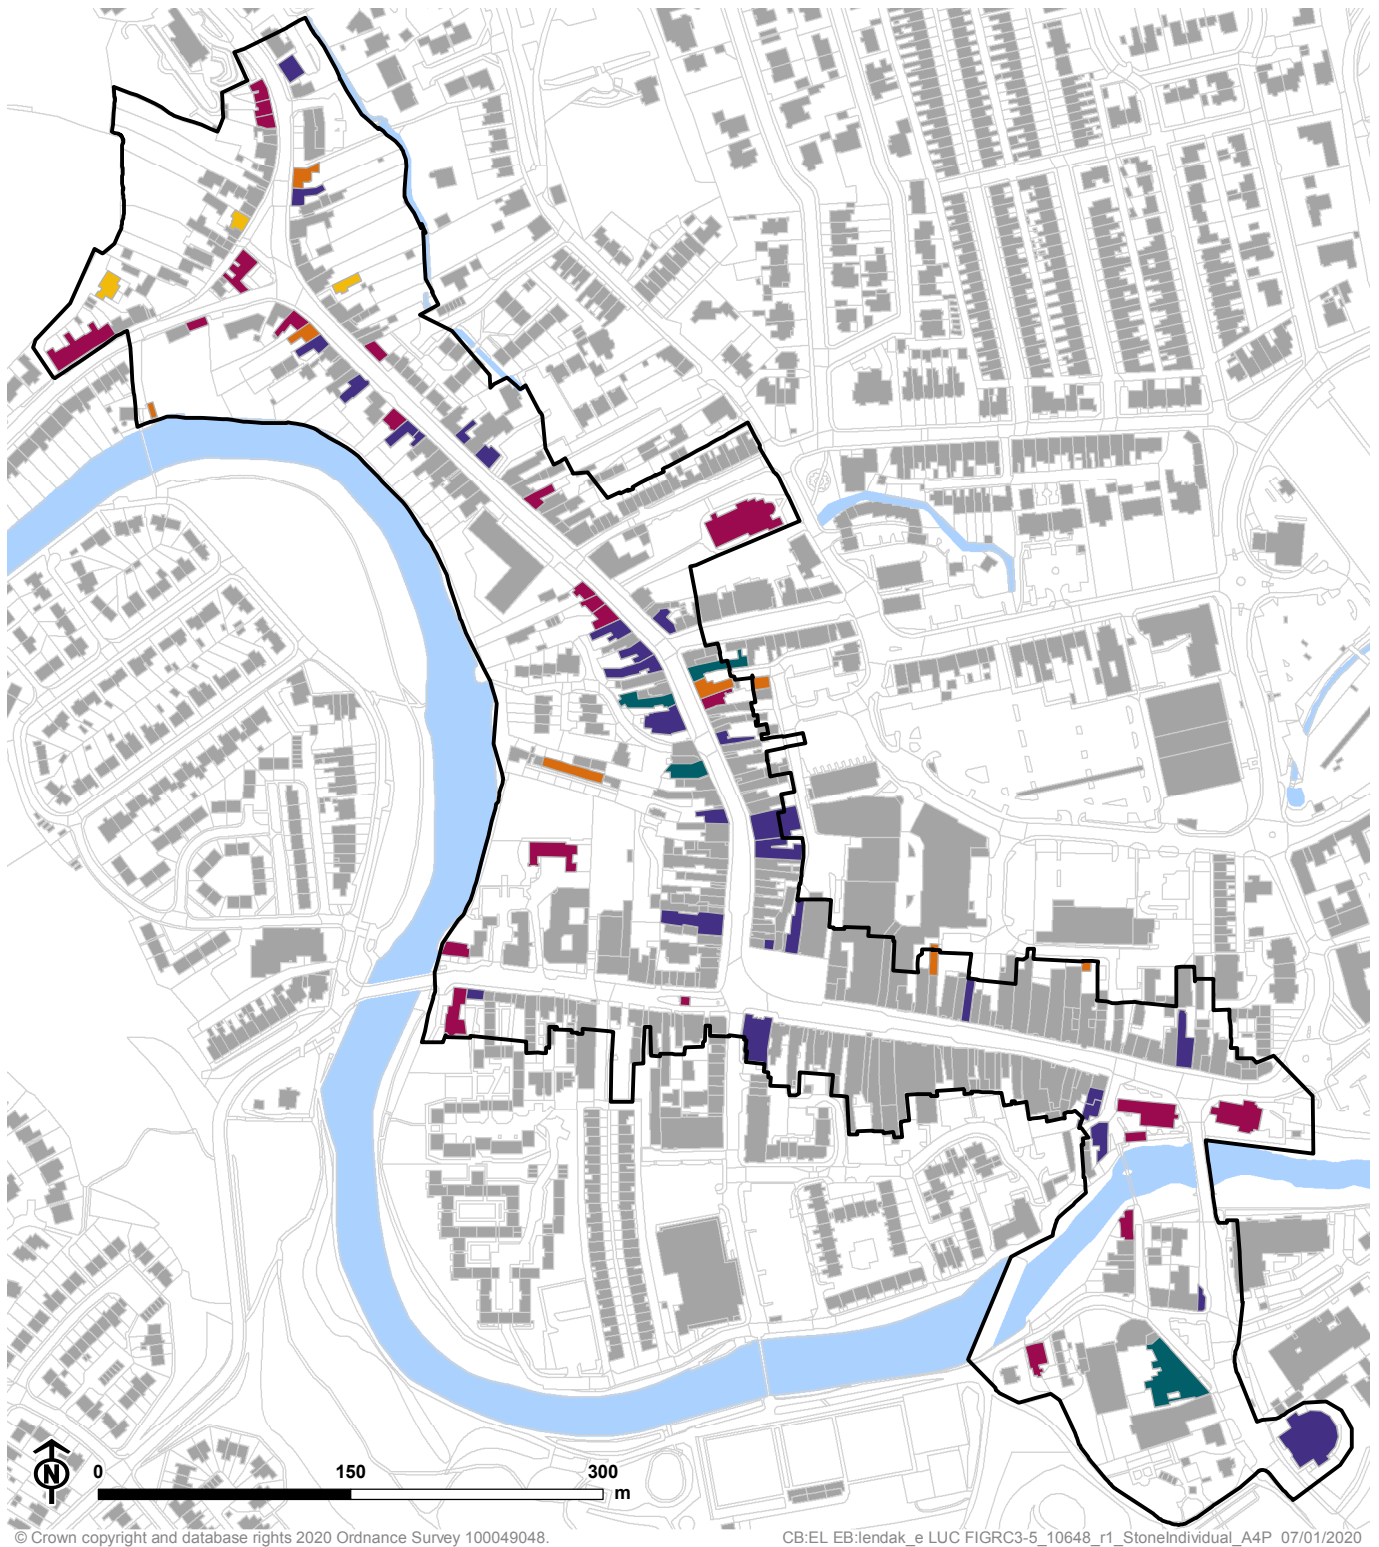 N
0 150 300
m
© Crown copyright and database rights 2020 Ordnance Survey 100049048.
CB:EL EB:lendak_e LUC FIGRC3-5_10648_r1_StoneIndividual_A4P 07/01/2020